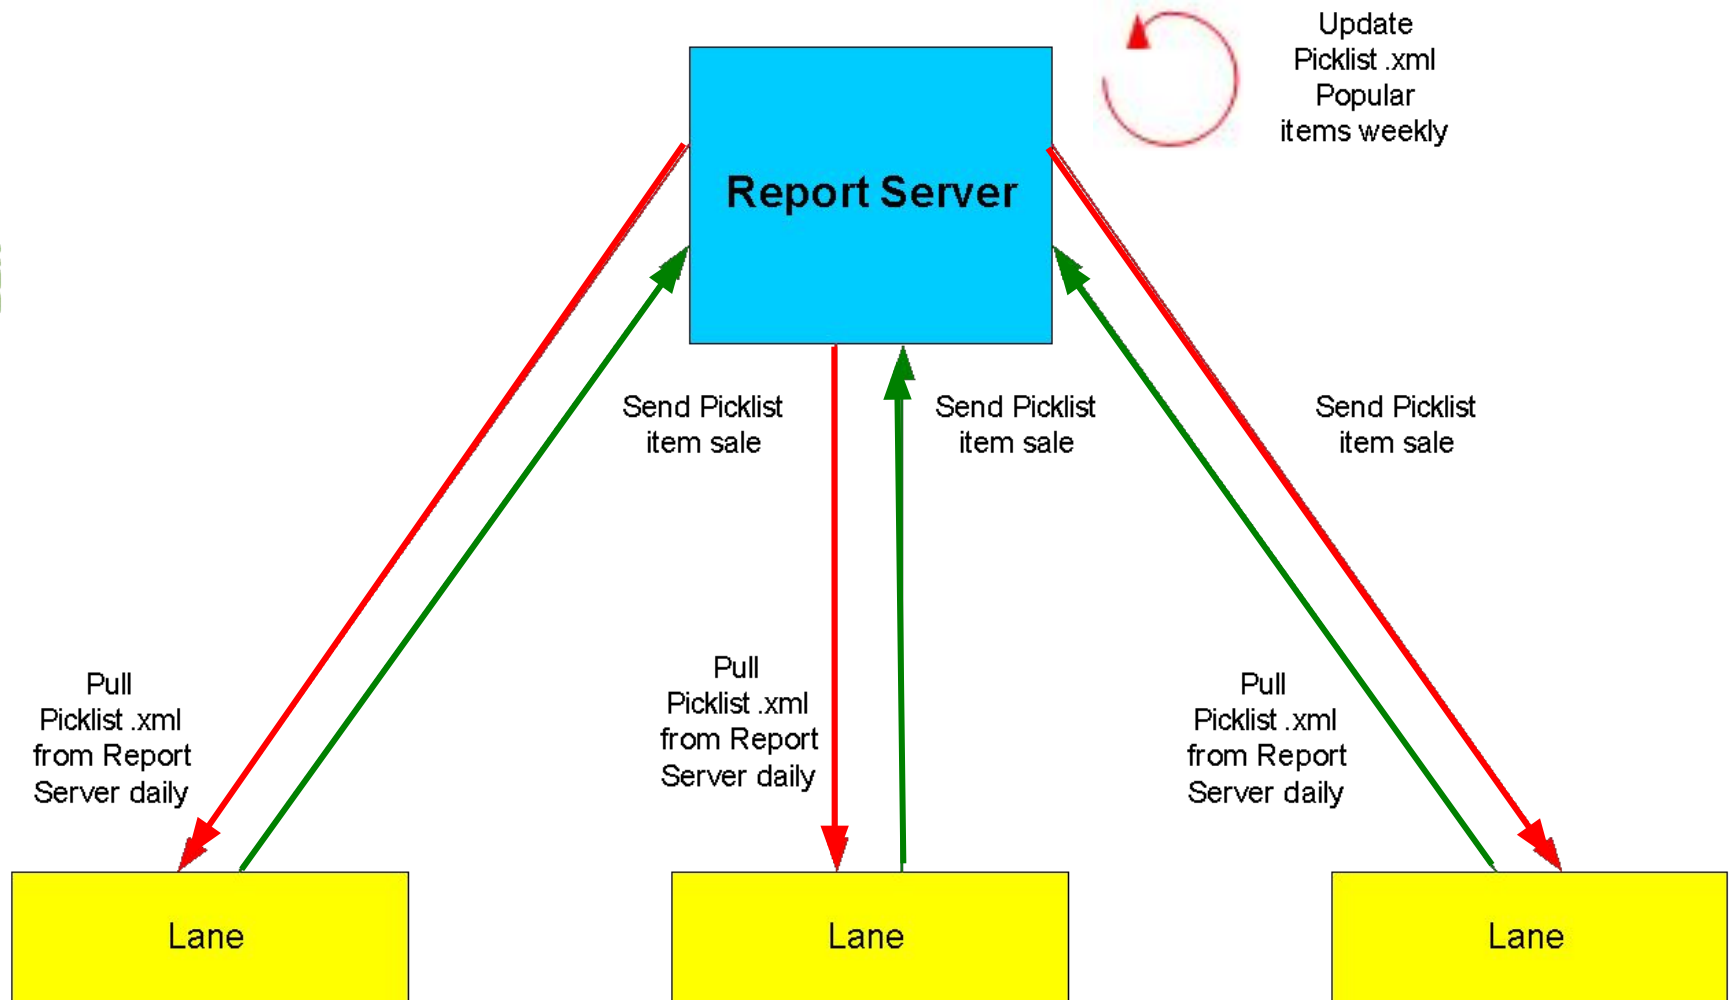 Update
Picklist .xml
Popular
items weekly
Report Server
Send Picklist
item sale
Send Picklist
item sale
Send Picklist
item sale
Pull
Picklist .xml
from Report
Server daily
Pull
Picklist .xml
from Report
Server daily
Pull
Picklist .xml
from Report
Server daily
Lane
Lane
Lane